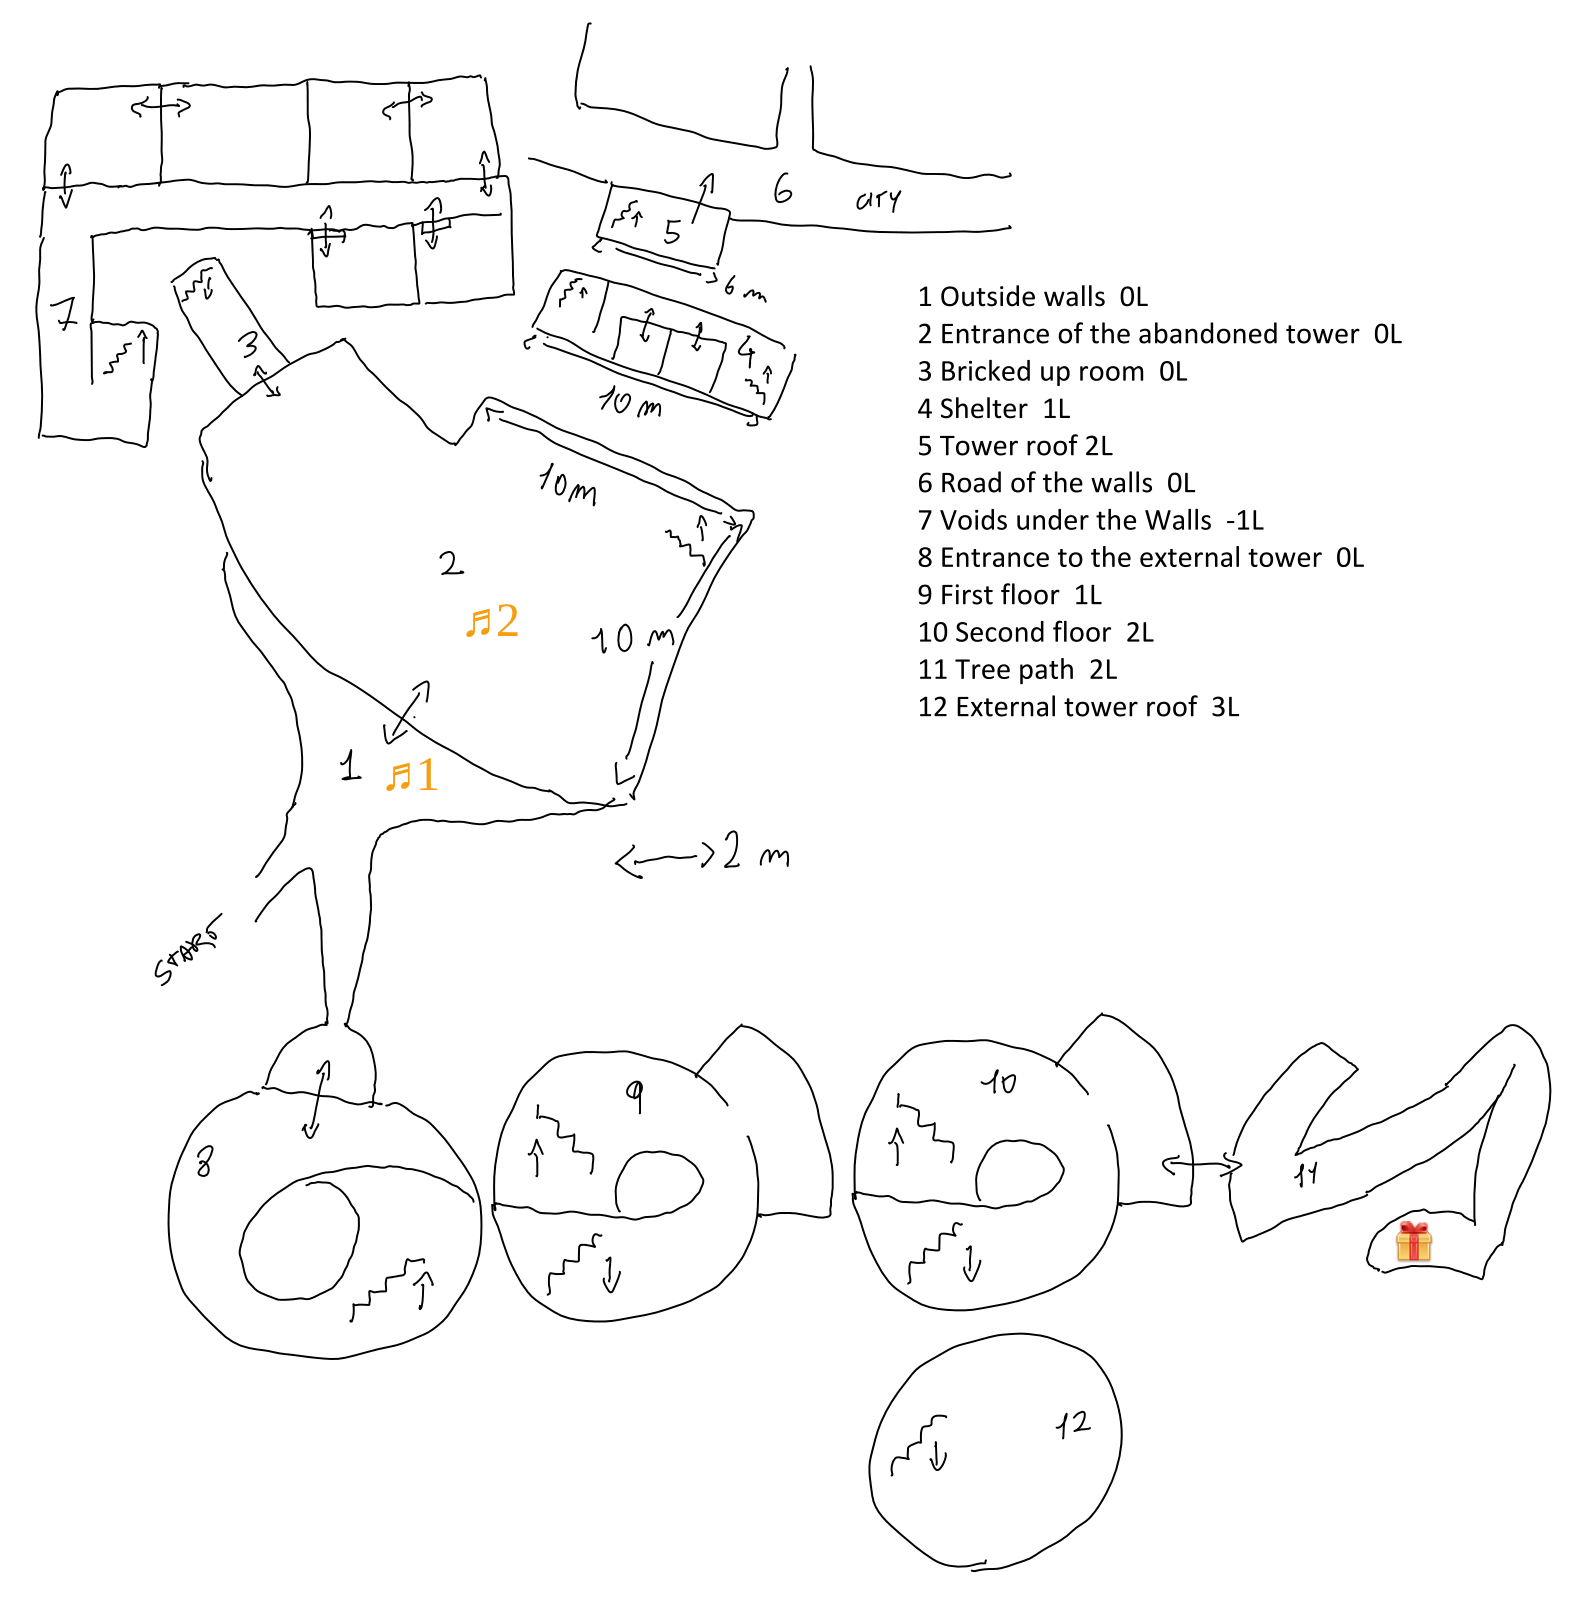 6
city
5
6 m
7
3
4
10 m
10 m
2
♬2
10 m
1
♬1
2 m
START
1 Outside walls 0L
2 Entrance of the abandoned tower 0L
3 Bricked up room 0L
4 Shelter 1L
5 Tower roof 2L
6 Road of the walls 0L
7 Voids under the Walls -1L
8 Entrance to the external tower 0L
9 First floor 1L
10 Second floor 2L
11 Tree path 2L
12 External tower roof 3L
8
9
10
11
12